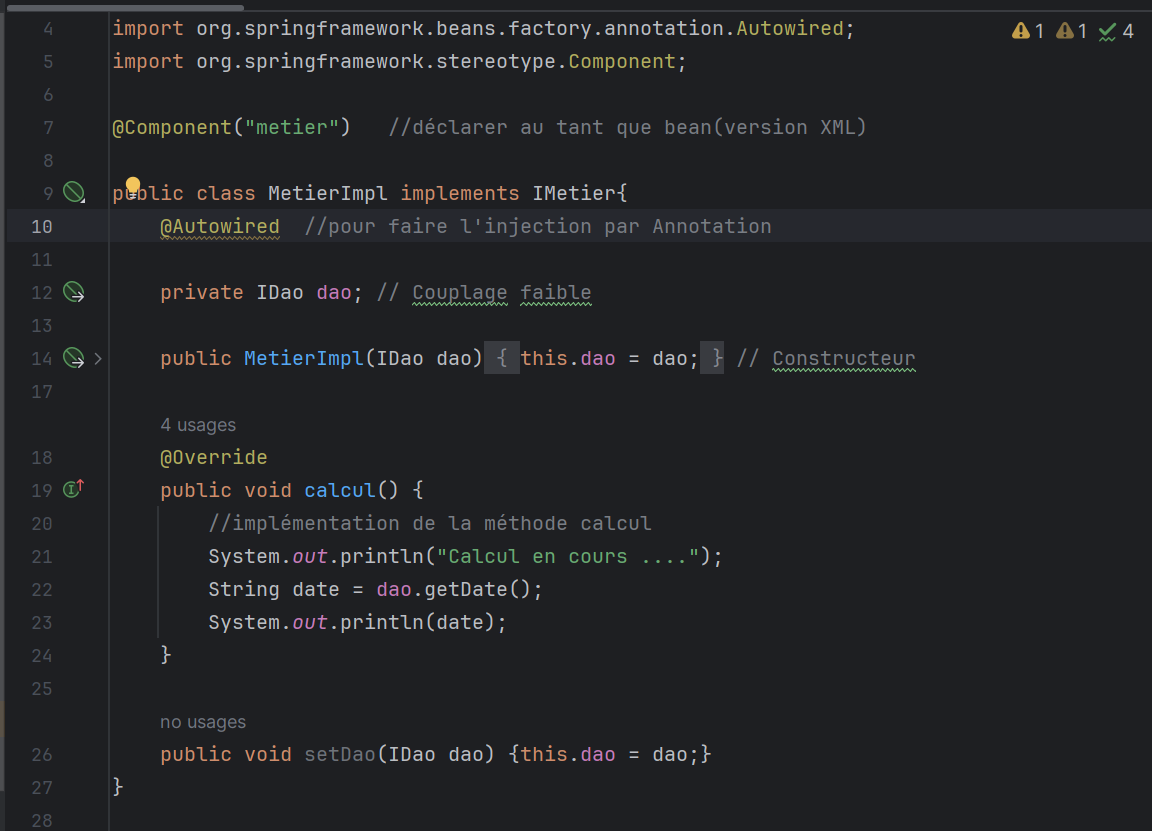 4 import org.springframework.beans.factory.annotation.Autowired;
1 1 4
5 import org.springframework.stereotype.Component;
6
7 @Component("metier") //déclarer au tant que bean(version XML)
8
9 public class MetierImpl implements IMetier{
10 @Autowired //pour faire l'injection par Annotation
11
12 private IDao dao; // Couplage faible
13
14 public MetierImpl(IDao dao) { this.dao = dao; } // Constructeur
17
4 usages
18 @Override
19 public void calcul() {
20 //implémentation de la méthode calcul
21 System.out.println("Calcul en cours ....");
22 String date = dao.getDate();
23 System.out.println(date);
24 }
25
no usages
26 public void setDao(IDao dao) {this.dao = dao;}
27 }
28